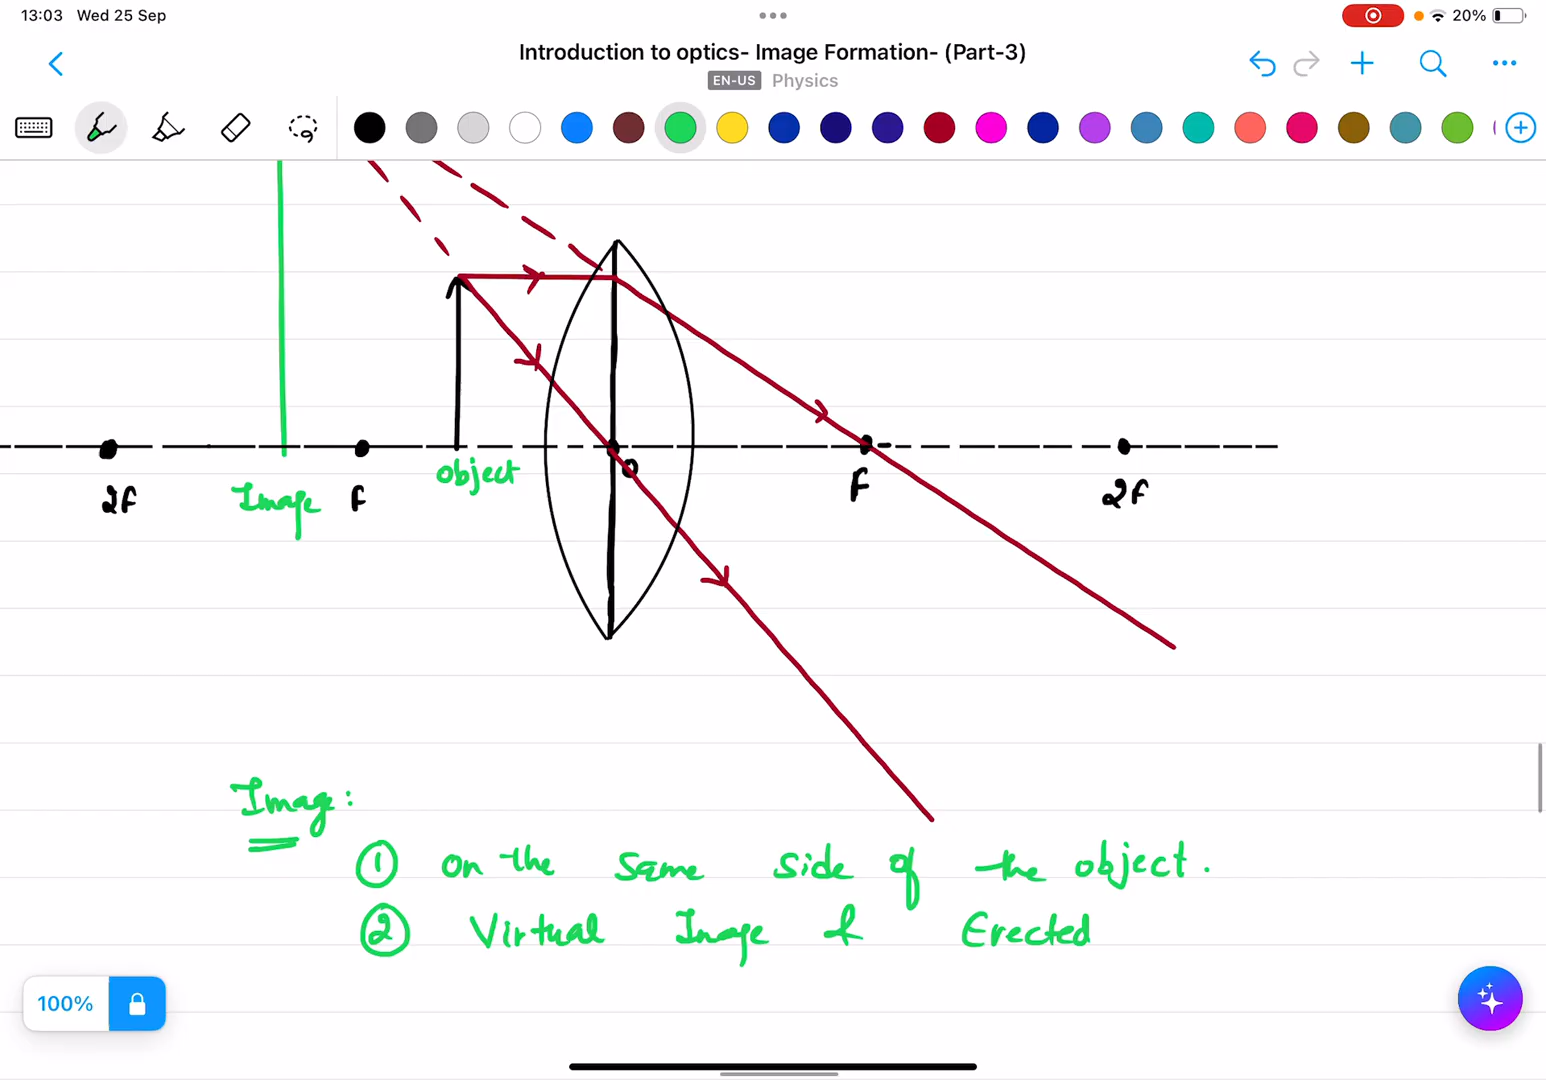 13:03 Wed 25 Sep
20%
Introduction to optics- Image Formation- (Part-3)
EN-US Physics
object
O
2F
Image
F
F
2F
Image:
① on the same side of the object.
② Virtual Image & Erected
100%